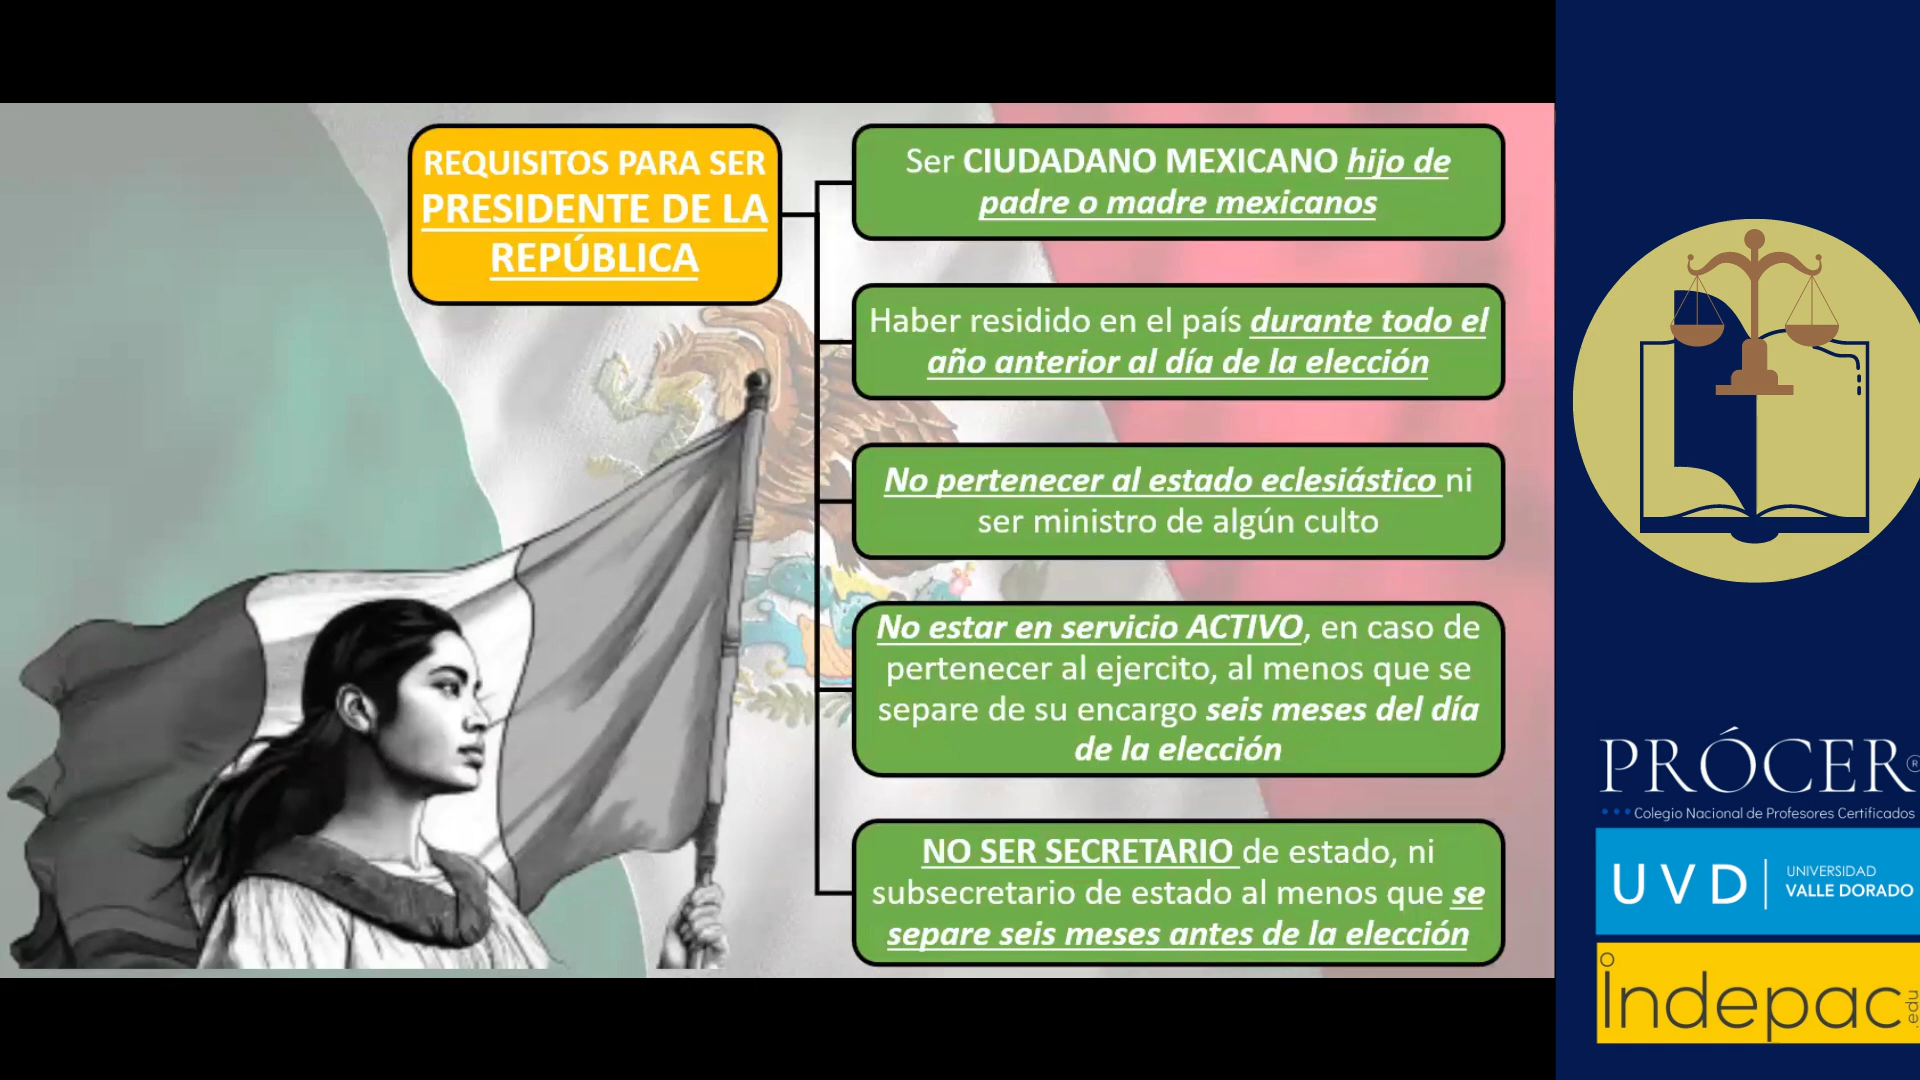 REQUISITOS PARA SER
PRESIDENTE DE LA
REPÚBLICA
Ser CIUDADANO MEXICANO hijo de
padre o madre mexicanos
Haber residido en el país durante todo el
año anterior al día de la elección
No pertenecer al estado eclesiástico ni
ser ministro de algún culto
No estar en servicio ACTIVO, en caso de
pertenecer al ejercito, al menos que se
separe de su encargo seis meses del día
de la elección
NO SER SECRETARIO de estado, ni
subsecretario de estado al menos que se
separe seis meses antes de la elección
PRÓCER®
Colegio Nacional de Profesores Certificados
UVD
UNIVERSIDAD
VALLE DORADO
Indepac
.edu